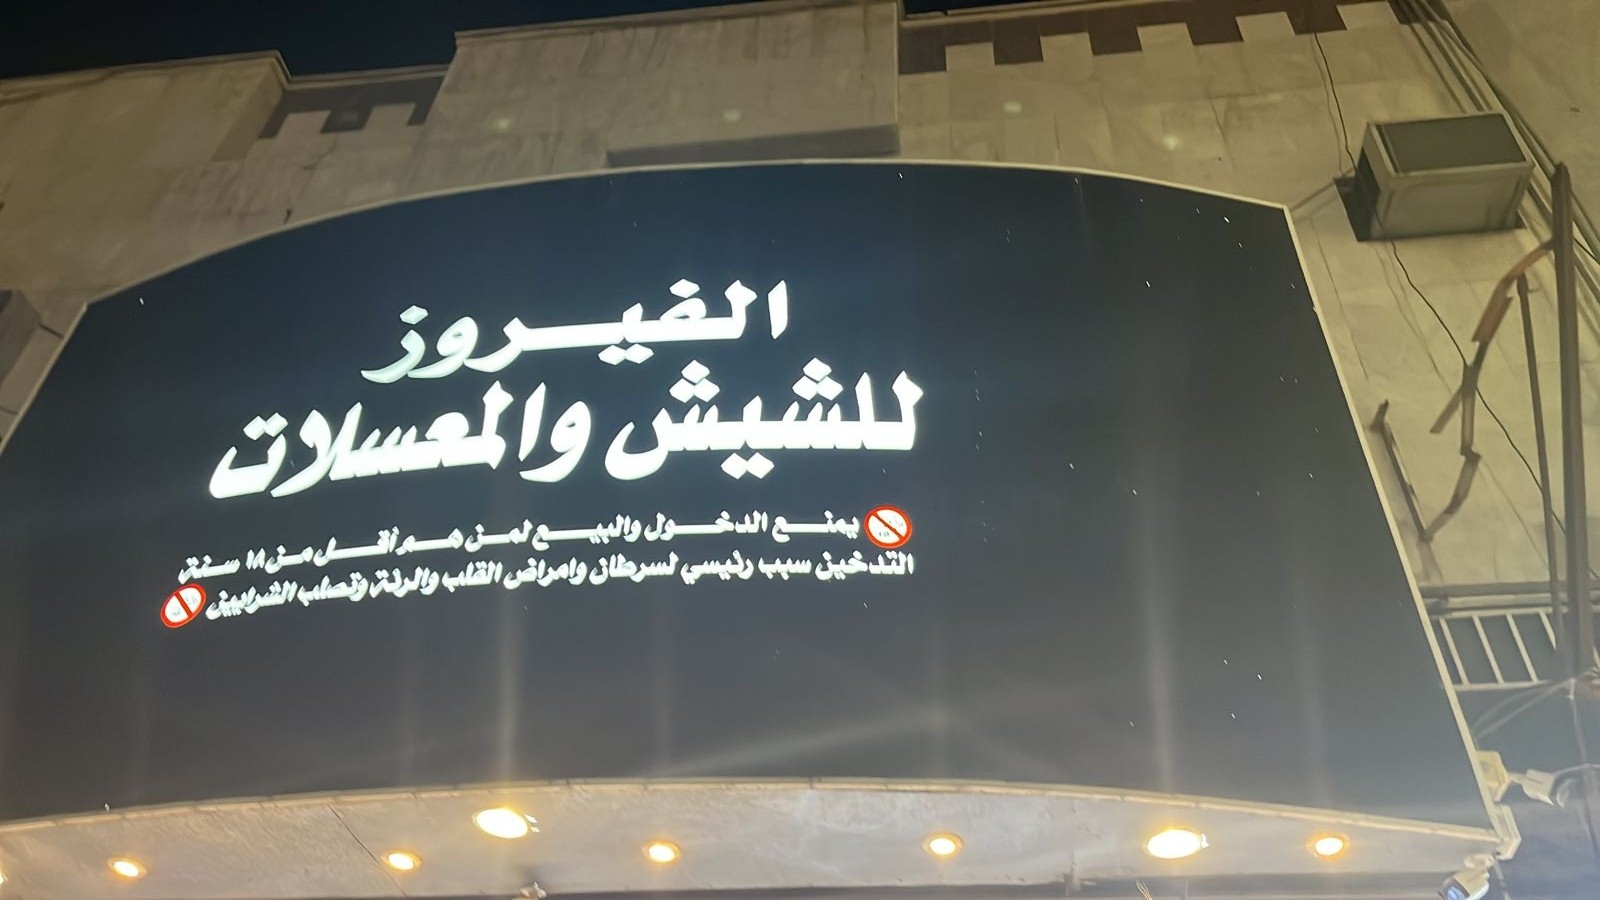 الفيروز
للشيش والمعسلات
يمنع الدخول والبيع لمن هم أقل من ١٨ سنة
التدخين سبب رئيسي لسرطان وامراض القلب والرئة وتصلب الشرايين